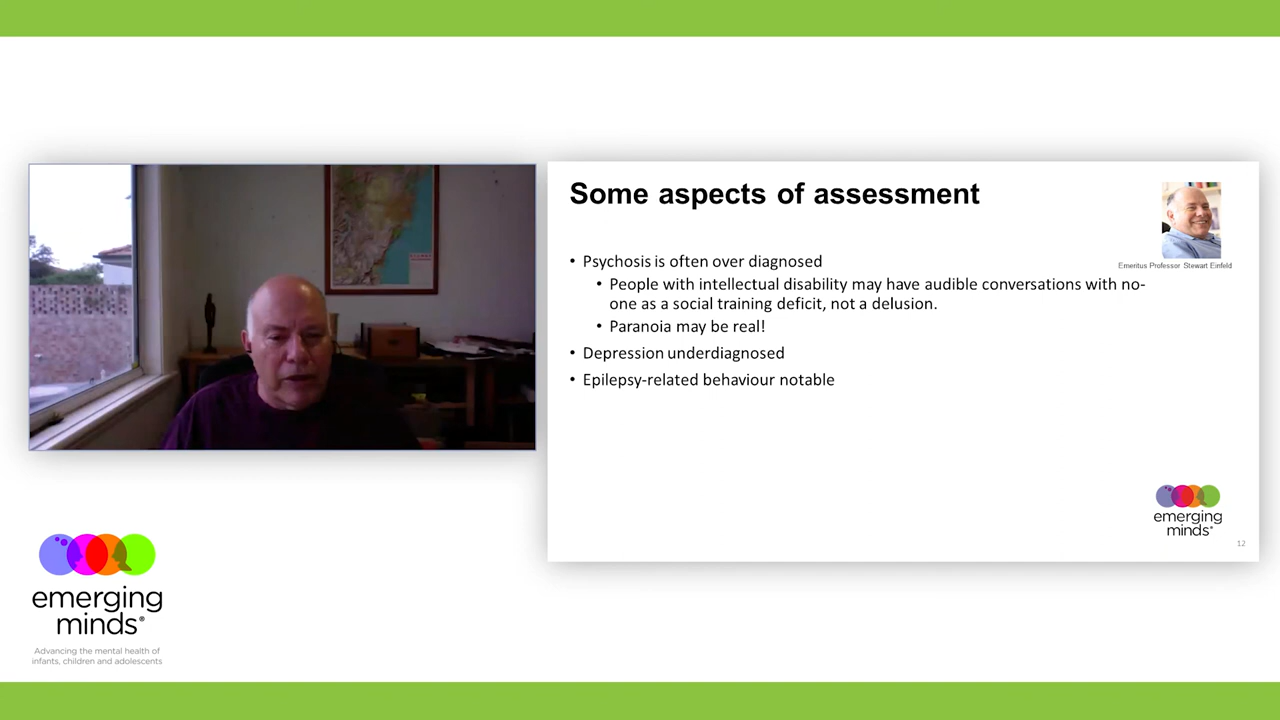 Some aspects of assessment
Emeritus Professor Stewart Einfeld
• Psychosis is often over diagnosed
• People with intellectual disability may have audible conversations with no-
one as a social training deficit, not a delusion.
• Paranoia may be real!
• Depression underdiagnosed
• Epilepsy-related behaviour notable
emerging
minds®
12
emerging
minds®
Advancing the mental health of
infants, children and adolescents